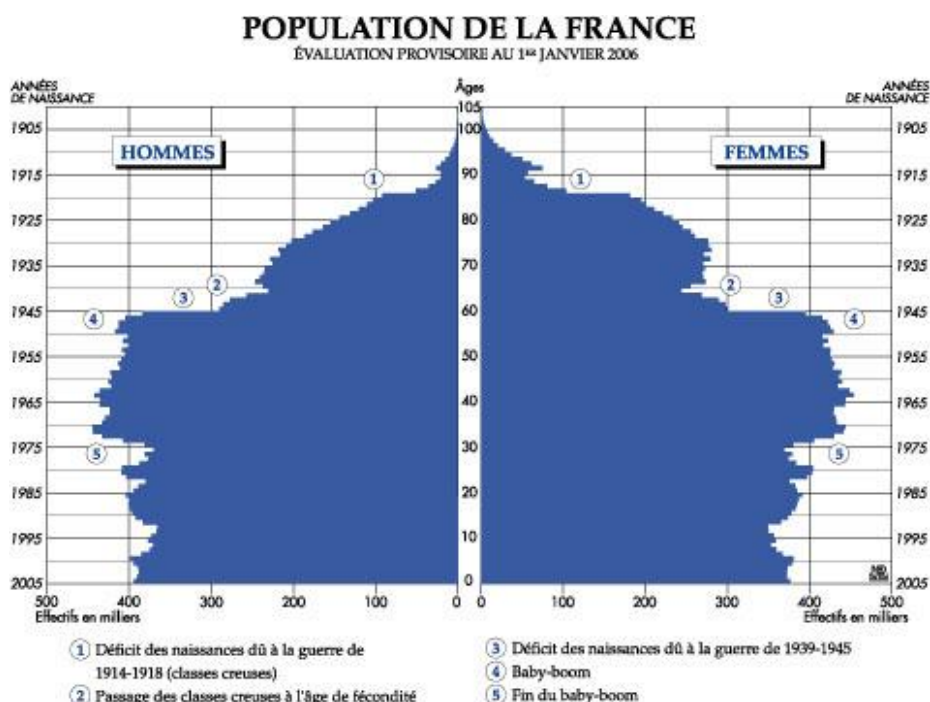 POPULATION DE LA FRANCE
ÉVALUATION PROVISOIRE AU 1ER JANVIER 2006
ANNÉES
DE NAISSANCE
Âges
ANNÉES
DE NAISSANCE
HOMMES
FEMMES
1905
1915
1925
1935
1945
1955
1965
1975
1985
1995
2005
105
100
90
80
70
60
50
40
30
20
10
0
1905
1915
1925
1935
1945
1955
1965
1975
1985
1995
2005
1
2
3
4
5
1
2
3
4
5
500 400 300 200 100 0
0 100 200 300 400 500
Effectifs en milliers
Effectifs en milliers
1 Déficit des naissances dû à la guerre de
1914-1918 (classes creuses)
2 Passage des classes creuses à l'âge de fécondité
3 Déficit des naissances dû à la guerre de 1939-1945
4 Baby-boom
5 Fin du baby-boom